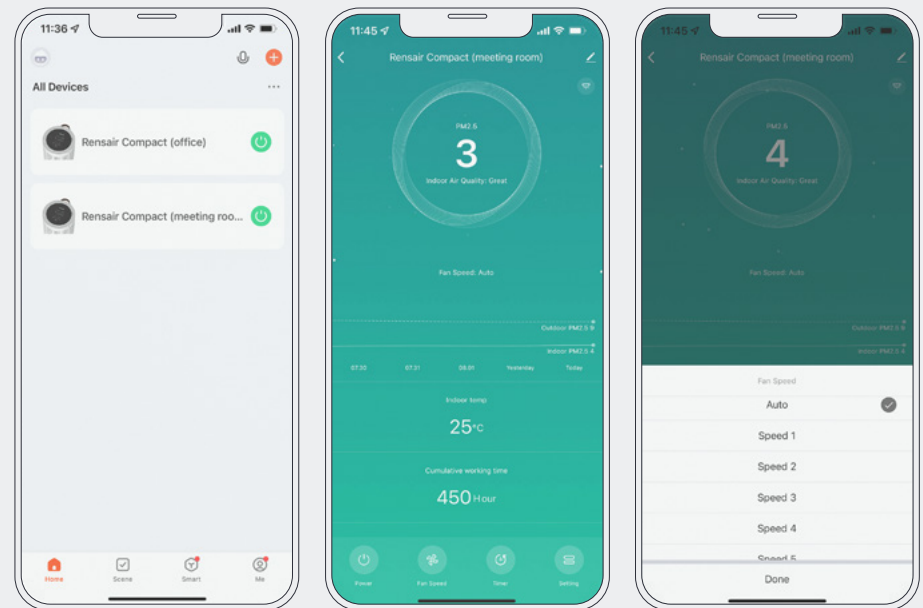 11:36
All Devices
Rensair Compact (office)
Rensair Compact (meeting roo...
Home
Scene
Smart
Me
11:45
Rensair Compact (meeting room)
PM2.5
3
Indoor Air Quality: Great
Fan Speed: Auto
Outdoor PM2.5 9
Indoor PM2.5 4
07.30 07.31 08.01 Yesterday Today
Indoor temp
25°C
Cumulative working time
450 Hour
Power
Fan Speed
Timer
Setting
11:45
Rensair Compact (meeting room)
PM2.5
4
Indoor Air Quality: Great
Fan Speed: Auto
Outdoor PM2.5 9
Indoor PM2.5 4
Fan Speed
Auto
Speed 1
Speed 2
Speed 3
Speed 4
Speed 5
Done